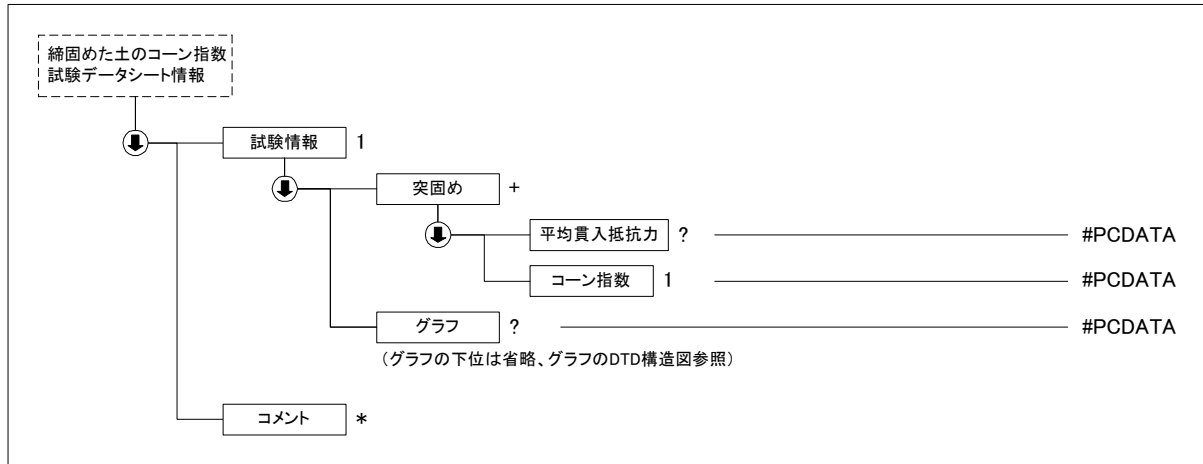 締固めた土のコーン指数
試験データシート情報
試験情報 1
突固め +
平均貫入抵抗力 ? #PCDATA
コーン指数 1 #PCDATA
グラフ ? #PCDATA
（グラフの下位は省略、グラフのDTD構造図参照）
コメント *